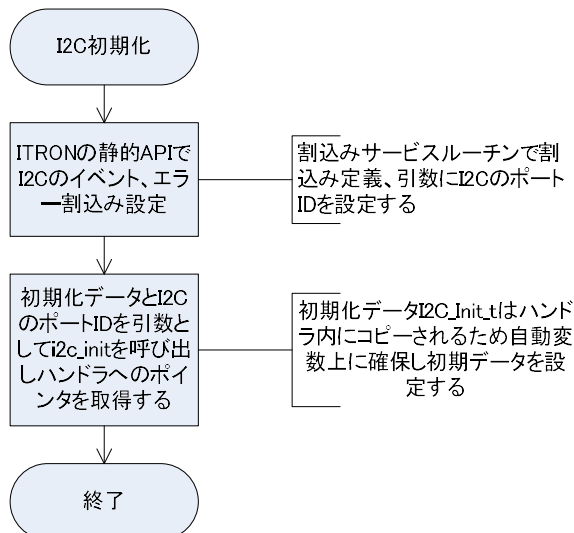 I2C初期化
ITRONの静的APIで
I2Cのイベント、エラ
ー割込み設定
割込みサービスルーチンで割
込み定義、引数にI2Cのポート
IDを設定する
初期化データとI2C
のポートIDを引数と
してi2c_initを呼び出
しハンドラへのポイ
ンタを取得する
初期化データI2C_Init_tはハンド
ラ内にコピーされるため自動変
数上に確保し初期データを設
定する
終了